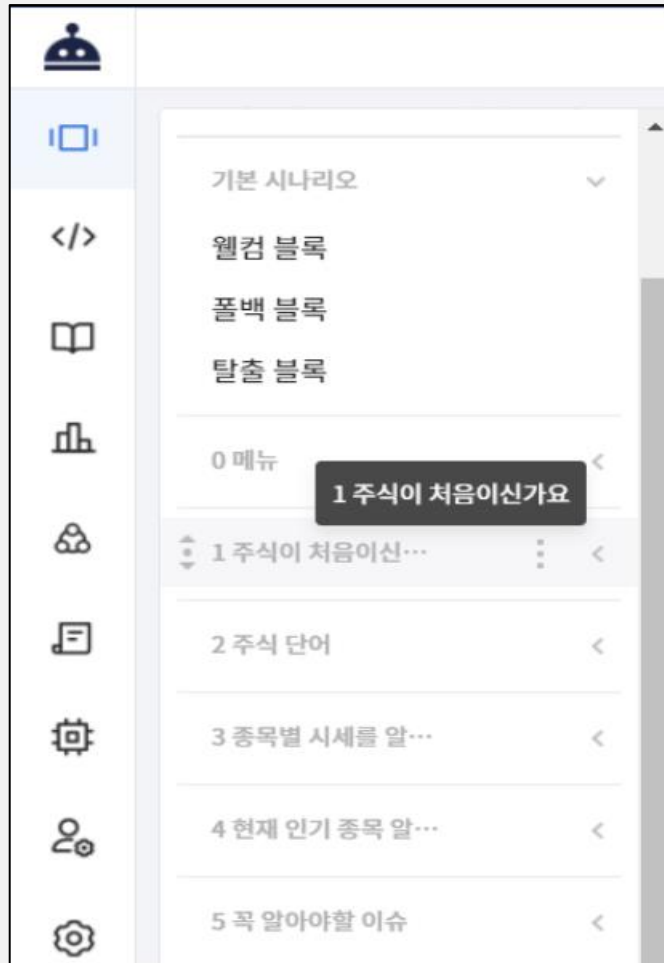 기본 시나리오
웰컴 블록
폴백 블록
탈출 블록
0 메뉴
1 주식이 처음이신가요
1 주식이 처음이신…
2 주식 단어
3 종목별 시세를 알…
4 현재 인기 종목 알…
5 꼭 알아야할 이슈